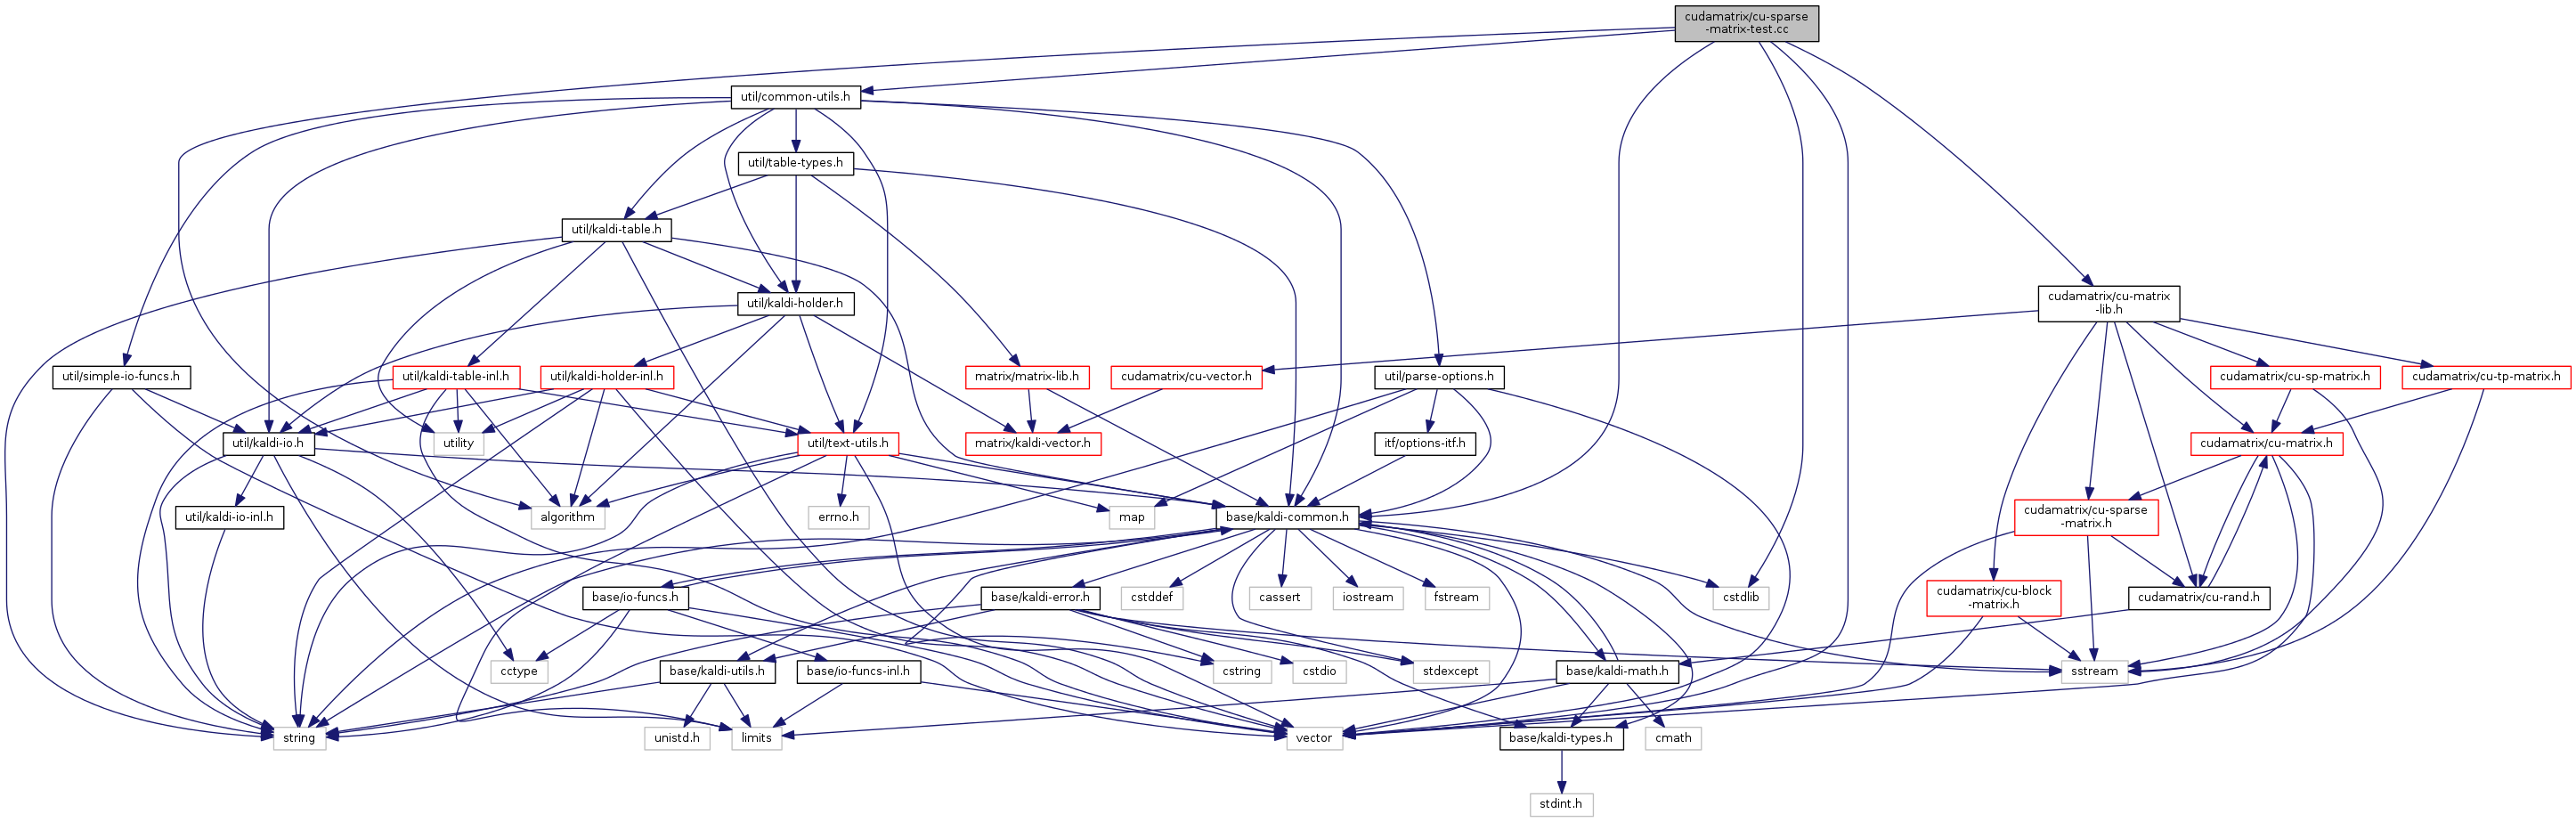 cudamatrix/cu-sparse
-matrix-test.cc
util/common-utils.h
util/table-types.h
util/kaldi-table.h
util/kaldi-holder.h
cudamatrix/cu-matrix
-lib.h
util/simple-io-funcs.h
util/kaldi-table-inl.h
util/kaldi-holder-inl.h
matrix/matrix-lib.h
cudamatrix/cu-vector.h
util/parse-options.h
cudamatrix/cu-sp-matrix.h
cudamatrix/cu-tp-matrix.h
util/kaldi-io.h
utility
util/text-utils.h
matrix/kaldi-vector.h
itf/options-itf.h
cudamatrix/cu-matrix.h
util/kaldi-io-inl.h
algorithm
errno.h
map
base/kaldi-common.h
cudamatrix/cu-sparse
-matrix.h
base/io-funcs.h
base/kaldi-error.h
cstddef
cassert
iostream
fstream
cstdlib
cudamatrix/cu-block
-matrix.h
cudamatrix/cu-rand.h
cctype
base/kaldi-utils.h
base/io-funcs-inl.h
cstring
cstdio
stdexcept
base/kaldi-math.h
sstream
string
unistd.h
limits
vector
base/kaldi-types.h
cmath
stdint.h